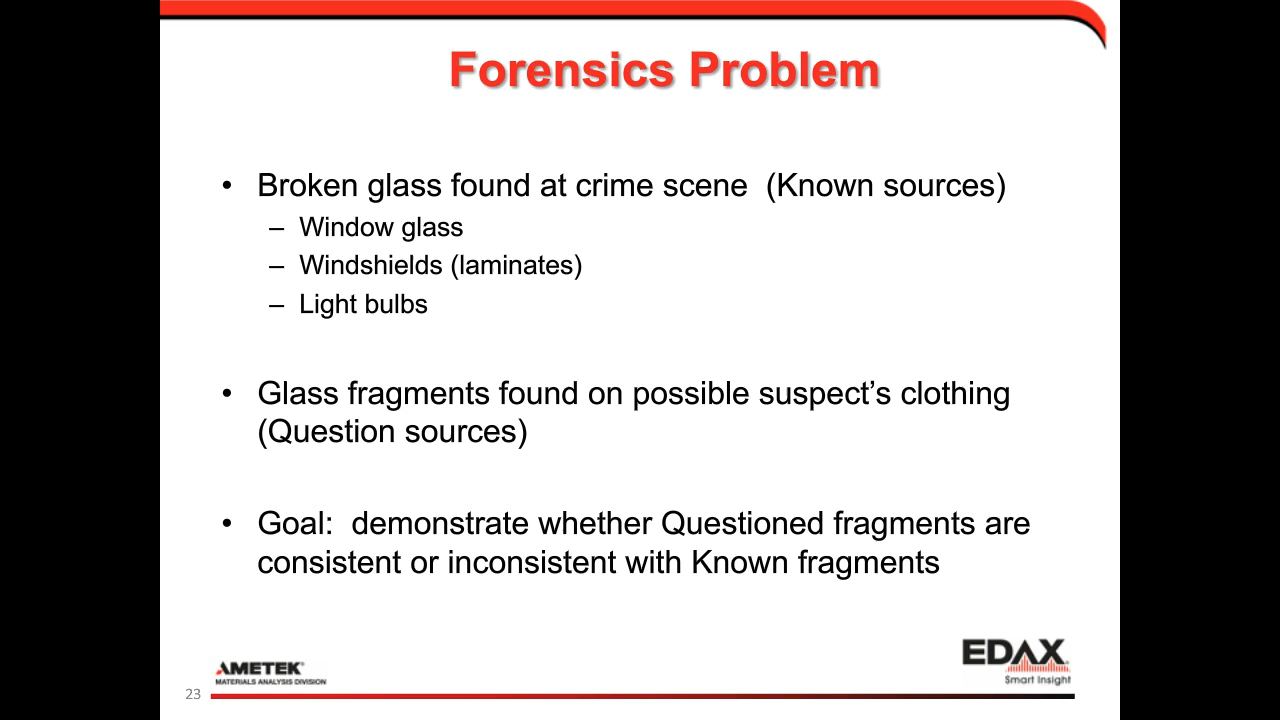 Forensics Problem
• Broken glass found at crime scene  (Known sources)
– Window glass
– Windshields (laminates)
– Light bulbs
• Glass fragments found on possible suspect’s clothing
(Question sources)
• Goal:  demonstrate whether Questioned fragments are
consistent or inconsistent with Known fragments
AMETEK®
MATERIALS ANALYSIS DIVISION
EDAX
Smart Insight
23